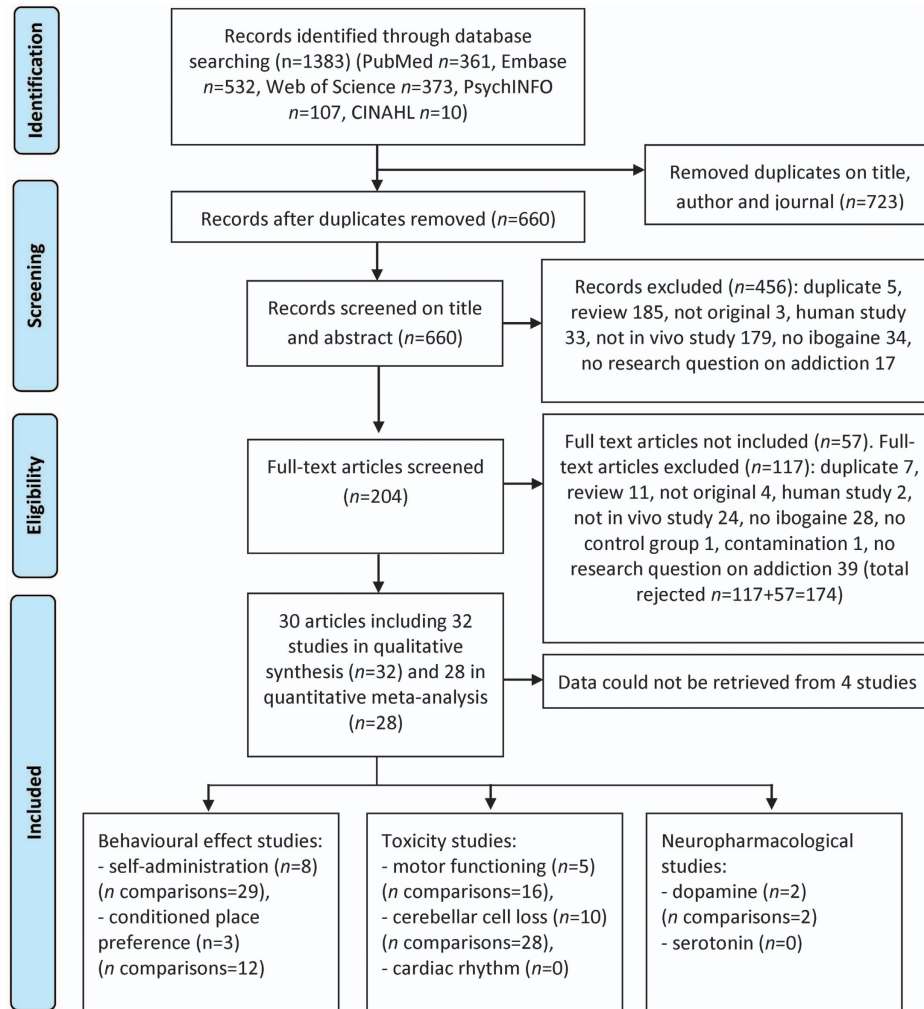 Identification
Records identified through database
searching (n=1383) (PubMed n=361, Embase
n=532, Web of Science n=373, PsychINFO
n=107, CINAHL n=10)
Removed duplicates on title,
author and journal (n=723)
Screening
Records after duplicates removed (n=660)
Records screened on title
and abstract (n=660)
Records excluded (n=456): duplicate 5,
review 185, not original 3, human study
33, not in vivo study 179, no ibogaine 34,
no research question on addiction 17
Eligibility
Full-text articles screened
(n=204)
Full text articles not included (n=57). Full-
text articles excluded (n=117): duplicate 7,
review 11, not original 4, human study 2,
not in vivo study 24, no ibogaine 28, no
control group 1, contamination 1, no
research question on addiction 39 (total
rejected n=117+57=174)
Included
30 articles including 32
studies in qualitative
synthesis (n=32) and 28 in
quantitative meta-analysis
(n=28)
Data could not be retrieved from 4 studies
Behavioural effect studies:
- self-administration (n=8)
(n comparisons=29),
- conditioned place
preference (n=3)
(n comparisons=12)
Toxicity studies:
- motor functioning (n=5)
(n comparisons=16),
- cerebellar cell loss (n=10)
(n comparisons=28),
- cardiac rhythm (n=0)
Neuropharmacological
studies:
- dopamine (n=2)
(n comparisons=2)
- serotonin (n=0)